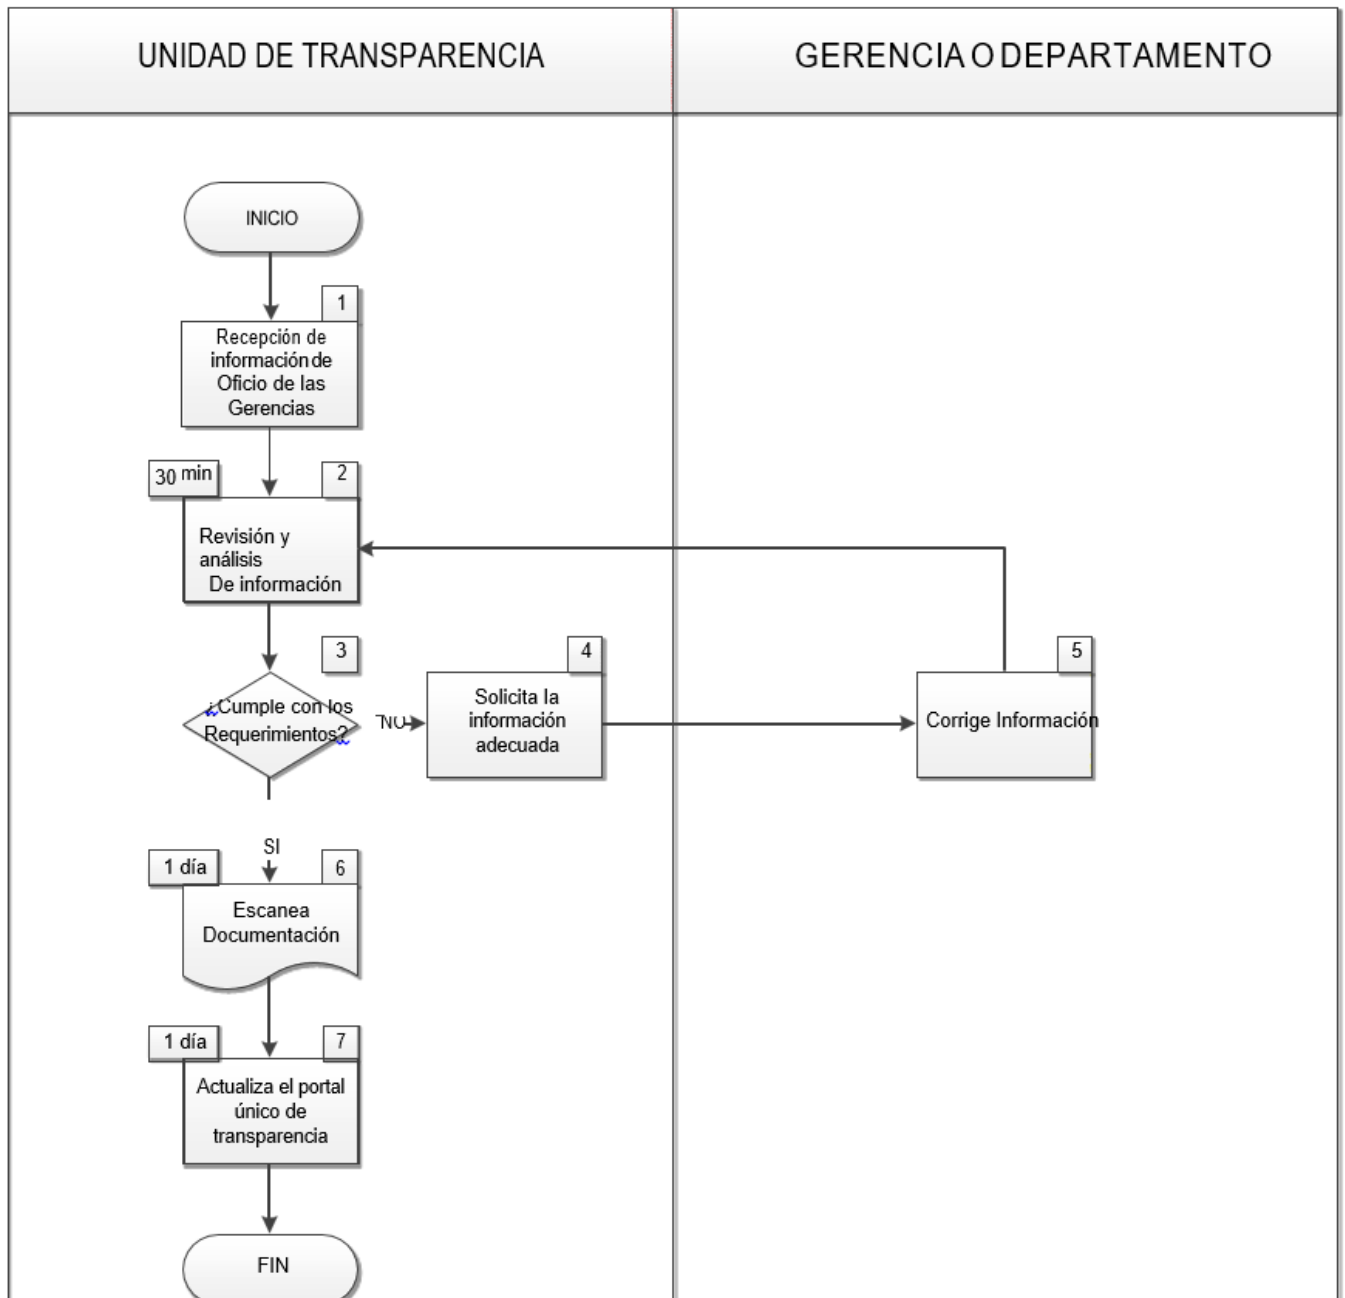 UNIDAD DE TRANSPARENCIA
GERENCIA O DEPARTAMENTO
INICIO
1
Recepción de
información de
Oficio de las
Gerencias
30 min
2
Revisión y
análisis
De información
3
¿Cumple con los
Requerimientos?
NO
4
Solicita la
información
adecuada
5
Corrige Información
SI
1 día
6
Escanea
Documentación
1 día
7
Actualiza el portal
único de
transparencia
FIN